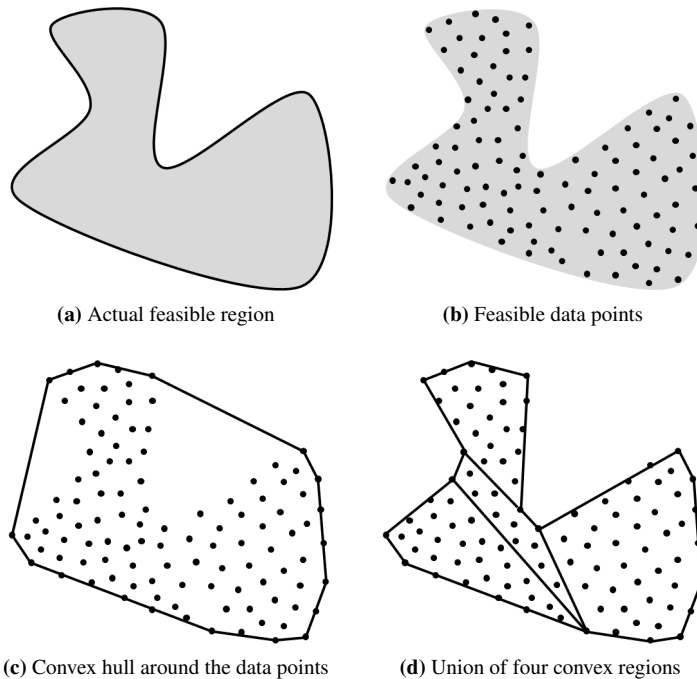 (a) Actual feasible region
(b) Feasible data points
(c) Convex hull around the data points
(d) Union of four convex regions